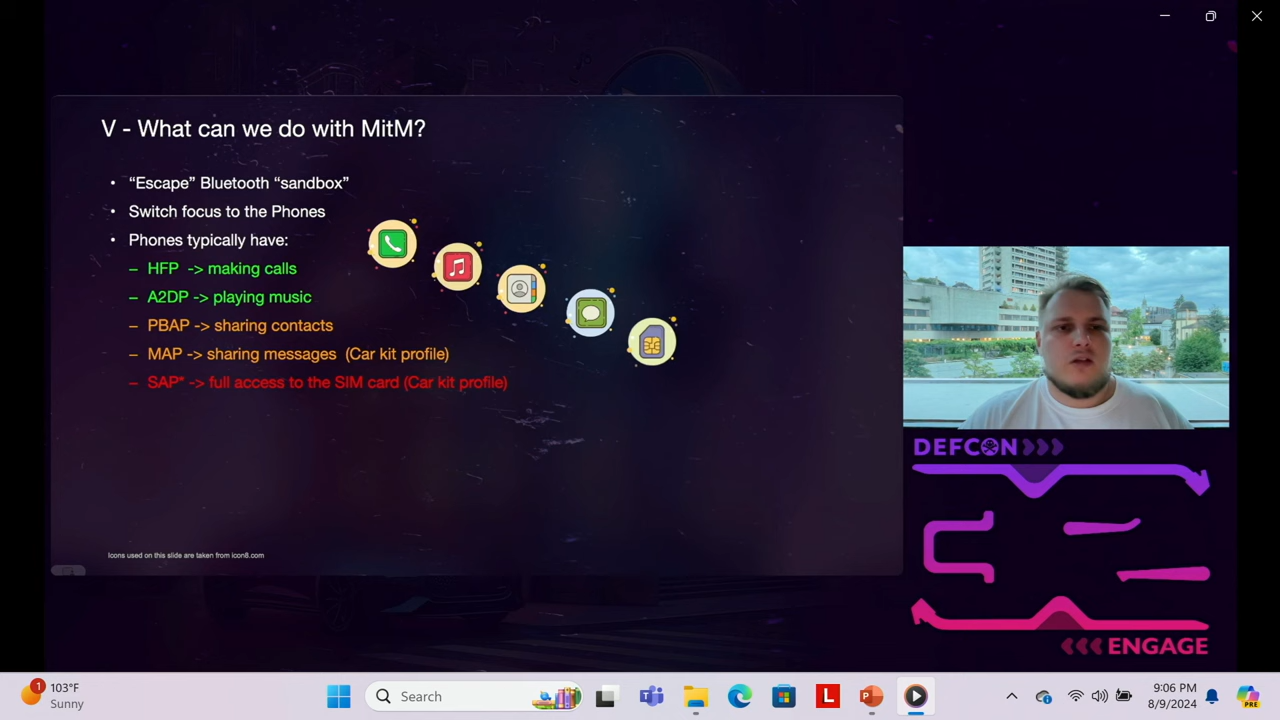 V - What can we do with MitM?
• “Escape” Bluetooth “sandbox”
• Switch focus to the Phones
• Phones typically have:
– HFP -> making calls
– A2DP -> playing music
– PBAP -> sharing contacts
– MAP -> sharing messages (Car kit profile)
– SAP* -> full access to the SIM card (Car kit profile)
Icons used on this slide are taken from icon8.com
DEFCON
ENGAGE
1
103°F
Sunny
Search
L
P
PRE
9:06 PM
8/9/2024